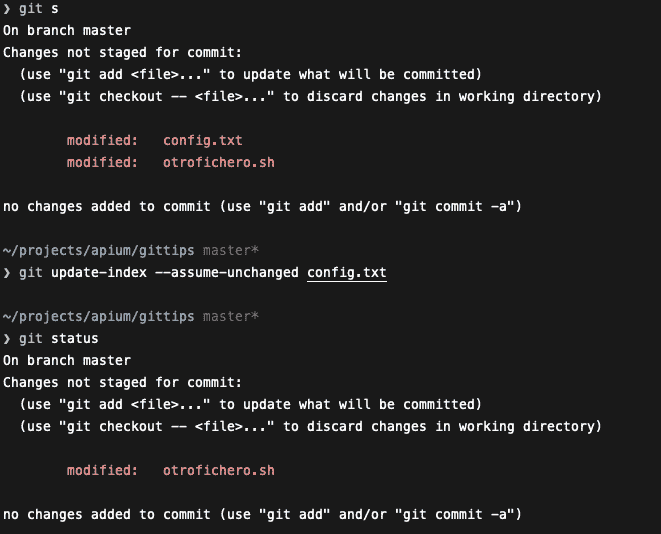 ❯ git s
On branch master
Changes not staged for commit:
  (use "git add <file>..." to update what will be committed)
  (use "git checkout -- <file>..." to discard changes in working directory)
        modified:   config.txt
        modified:   otrofichero.sh
no changes added to commit (use "git add" and/or "git commit -a")
~/projects/apium/gittips master*
❯ git update-index --assume-unchanged config.txt
~/projects/apium/gittips master*
❯ git status
On branch master
Changes not staged for commit:
  (use "git add <file>..." to update what will be committed)
  (use "git checkout -- <file>..." to discard changes in working directory)
        modified:   otrofichero.sh
no changes added to commit (use "git add" and/or "git commit -a")